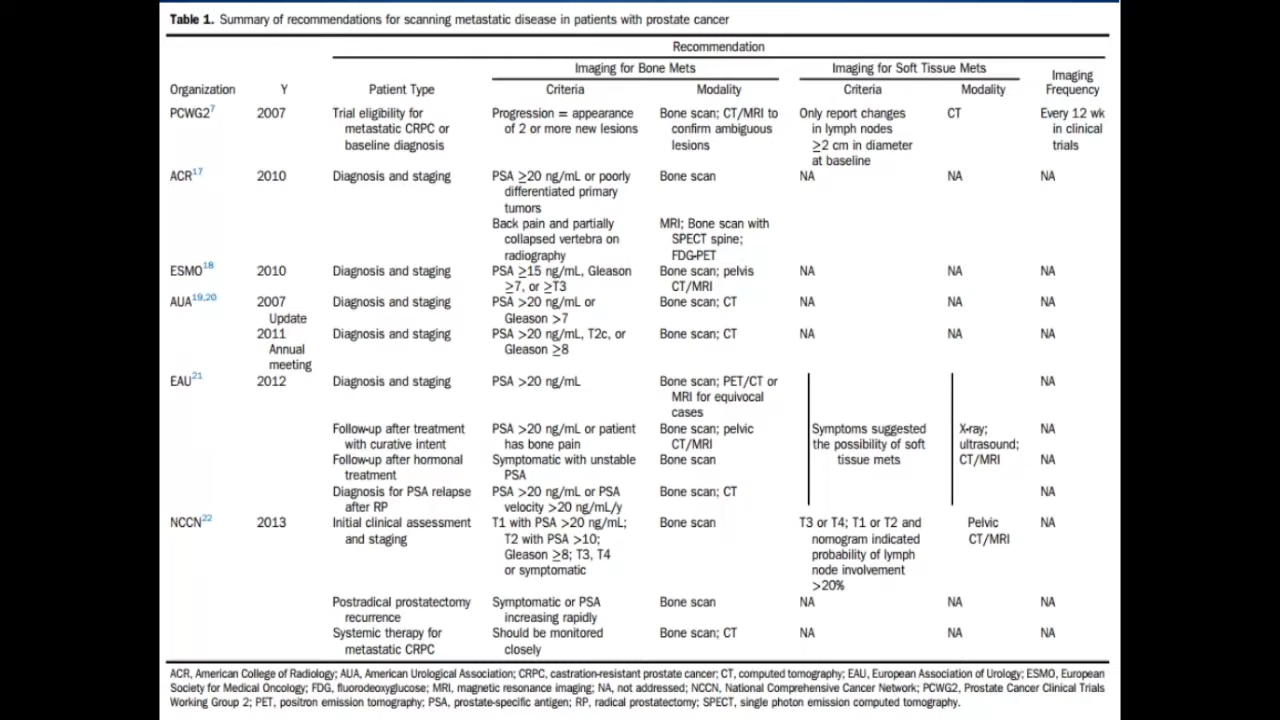 Table 1. Summary of recommendations for scanning metastatic disease in patients with prostate cancer
Recommendation
Imaging for Bone Mets Imaging for Soft Tissue Mets
Organization Y Patient Type Criteria Modality Criteria Modality Imaging Frequency
PCWG27 2007 Trial eligibility for Progression = appearance Bone scan; CT/MRI to Only report changes CT Every 12 wk
metastatic CRPC or of 2 or more new lesions confirm ambiguous in lymph nodes in clinical
baseline diagnosis lesions ≥2 cm in diameter trials
at baseline
ACR17 2010 Diagnosis and staging PSA ≥20 ng/mL or poorly Bone scan NA NA NA
differentiated primary
tumors
Back pain and partially MRI; Bone scan with
collapsed vertebra on SPECT spine;
radiography FDG-PET
ESMO18 2010 Diagnosis and staging PSA ≥15 ng/mL, Gleason Bone scan; pelvis NA NA NA
≥7, or ≥T3 CT/MRI
AUA19,20 2007 Diagnosis and staging PSA >20 ng/mL or Bone scan; CT NA NA NA
Update Gleason >7
2011 Diagnosis and staging PSA >20 ng/mL, T2c, or Bone scan; CT NA NA NA
Annual Gleason ≥8
meeting
EAU21 2012 Diagnosis and staging PSA >20 ng/mL Bone scan; PET/CT or NA
MRI for equivocal
cases
Follow-up after treatment PSA >20 ng/mL or patient Bone scan; pelvic Symptoms suggested X-ray; NA
with curative intent has bone pain CT/MRI the possibility of soft ultrasound;
Follow-up after hormonal Symptomatic with unstable Bone scan tissue mets CT/MRI NA
treatment PSA
Diagnosis for PSA relapse PSA >20 ng/mL or PSA Bone scan; CT NA
after RP velocity >20 ng/mL/y
NCCN22 2013 Initial clinical assessment T1 with PSA >20 ng/mL; Bone scan T3 or T4; T1 or T2 and Pelvic NA
and staging T2 with PSA >10; nomogram indicated CT/MRI
Gleason ≥8; T3, T4 probability of lymph
or symptomatic node involvement
>20%
Postradical prostatectomy Symptomatic or PSA Bone scan NA NA NA
recurrence increasing rapidly
Systemic therapy for Should be monitored Bone scan; CT NA NA NA
metastatic CRPC closely
ACR, American College of Radiology; AUA, American Urological Association; CRPC, castration-resistant prostate cancer; CT, computed tomography; EAU, European Association of Urology; ESMO, European
Society for Medical Oncology; FDG, fluorodeoxyglucose; MRI, magnetic resonance imaging; NA, not addressed; NCCN, National Comprehensive Cancer Network; PCWG2, Prostate Cancer Clinical Trials
Working Group 2; PET, positron emission tomography; PSA, prostate-specific antigen; RP, radical prostatectomy; SPECT, single photon emission computed tomography.